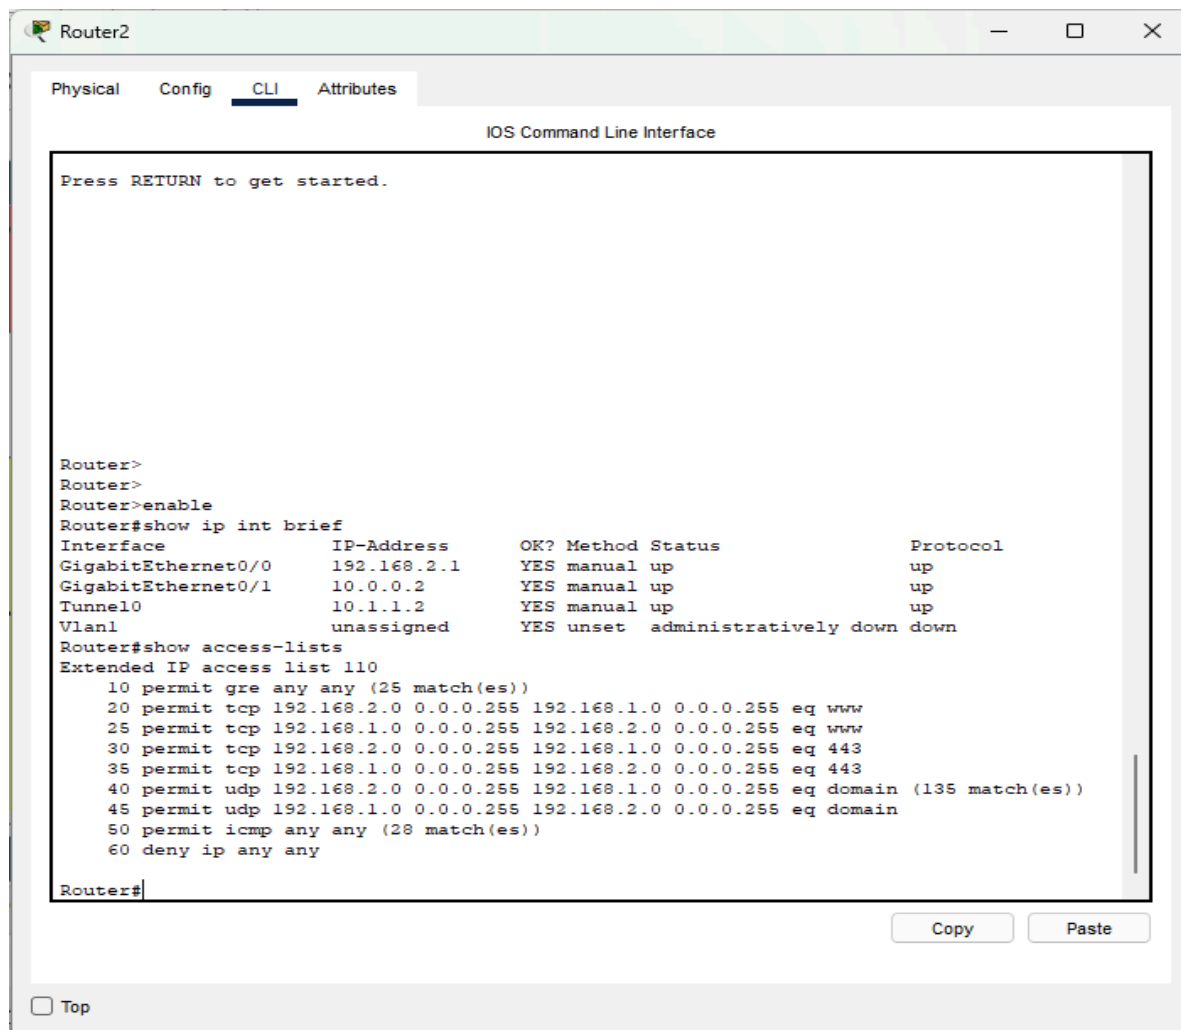 Router2
Physical Config CLI Attributes
IOS Command Line Interface
Press RETURN to get started.
Router>
Router>
Router>enable
Router#show ip int brief
Interface IP-Address OK? Method Status Protocol
GigabitEthernet0/0 192.168.2.1 YES manual up up
GigabitEthernet0/1 10.0.0.2 YES manual up up
Tunnel0 10.1.1.2 YES manual up up
Vlan1 unassigned YES unset administratively down down
Router#show access-lists
Extended IP access list 110
10 permit gre any any (25 match(es))
20 permit tcp 192.168.2.0 0.0.0.255 192.168.1.0 0.0.0.255 eq www
25 permit tcp 192.168.1.0 0.0.0.255 192.168.2.0 0.0.0.255 eq www
30 permit tcp 192.168.2.0 0.0.0.255 192.168.1.0 0.0.0.255 eq 443
35 permit tcp 192.168.1.0 0.0.0.255 192.168.2.0 0.0.0.255 eq 443
40 permit udp 192.168.2.0 0.0.0.255 192.168.1.0 0.0.0.255 eq domain (135 match(es))
45 permit udp 192.168.1.0 0.0.0.255 192.168.2.0 0.0.0.255 eq domain
50 permit icmp any any (28 match(es))
60 deny ip any any
Router#
Copy Paste
Top